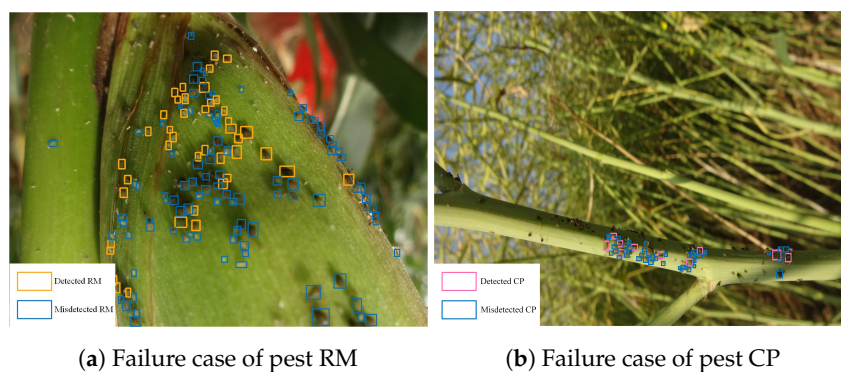 Detected RM
Misdetected RM
Detected CP
Misdetected CP
(a) Failure case of pest RM
(b) Failure case of pest CP